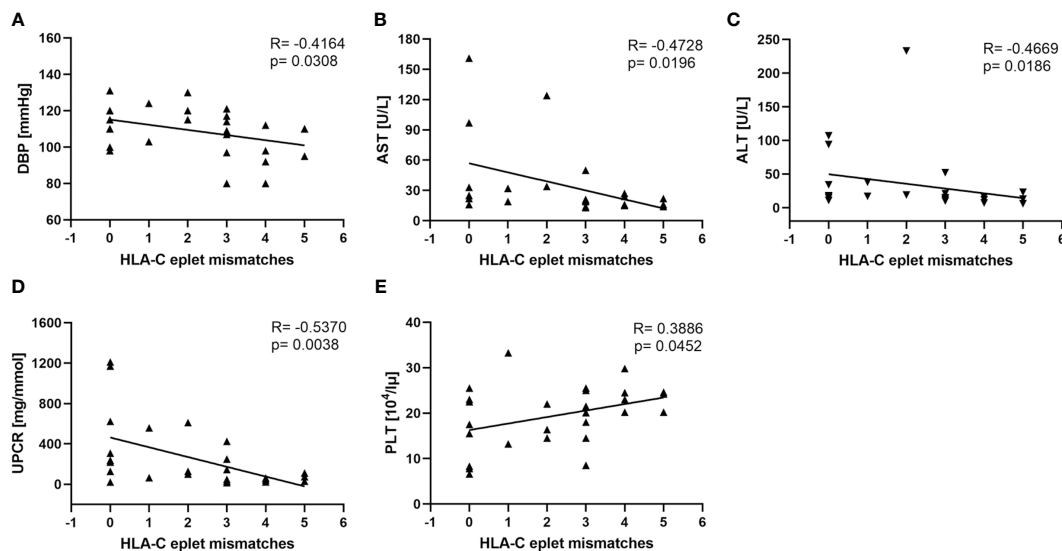 A
R= -0.4164
p= 0.0308
DBP [mmHg]
160
140
120
100
80
60
-1 0 1 2 3 4 5 6
HLA-C eplet mismatches
B
R= -0.4728
p= 0.0196
AST [U/L]
180
150
120
90
60
30
0
-1 0 1 2 3 4 5 6
HLA-C eplet mismatches
C
R= -0.4669
p= 0.0186
ALT [U/L]
250
200
150
100
50
0
-1 0 1 2 3 4 5 6
HLA-C eplet mismatches
D
R= -0.5370
p= 0.0038
UPCR [mg/mmol]
1600
1200
800
400
0
-1 0 1 2 3 4 5 6
HLA-C eplet mismatches
E
R= 0.3886
p= 0.0452
PLT [10⁴/lµ]
40
30
20
10
0
-1 0 1 2 3 4 5 6
HLA-C eplet mismatches